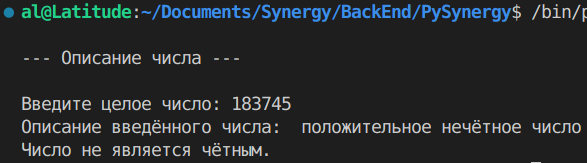 al@Latitude:~/Documents/Synergy/BackEnd/PySynergy$ /bin/p
--- Описание числа ---
Введите целое число: 183745
Описание введённого числа:  положительное нечётное число
Число не является чётным.